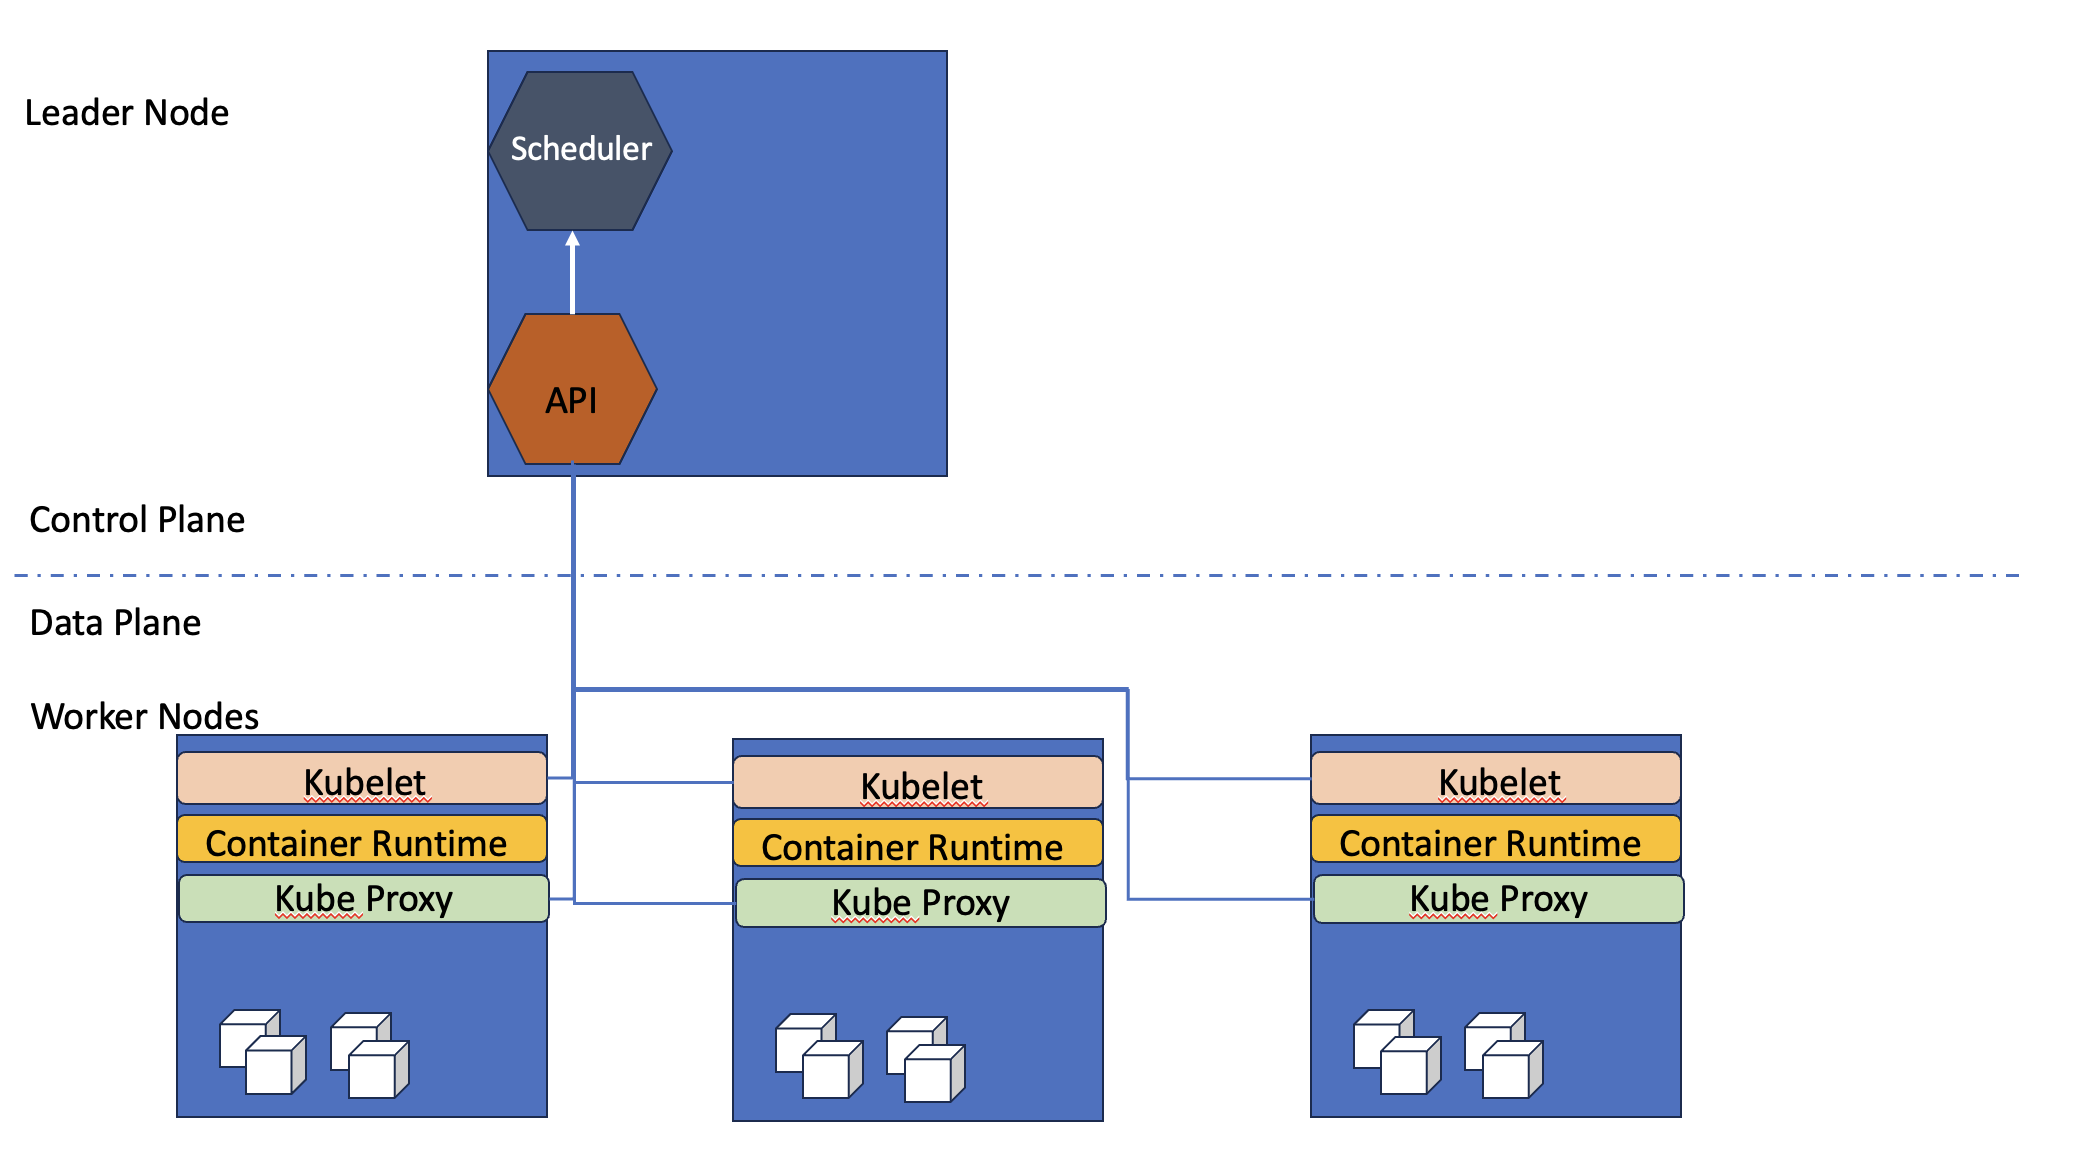 Leader Node
Scheduler
API
Control Plane
Data Plane
Worker Nodes
Kubelet
Container Runtime
Kube Proxy
Kubelet
Container Runtime
Kube Proxy
Kubelet
Container Runtime
Kube Proxy